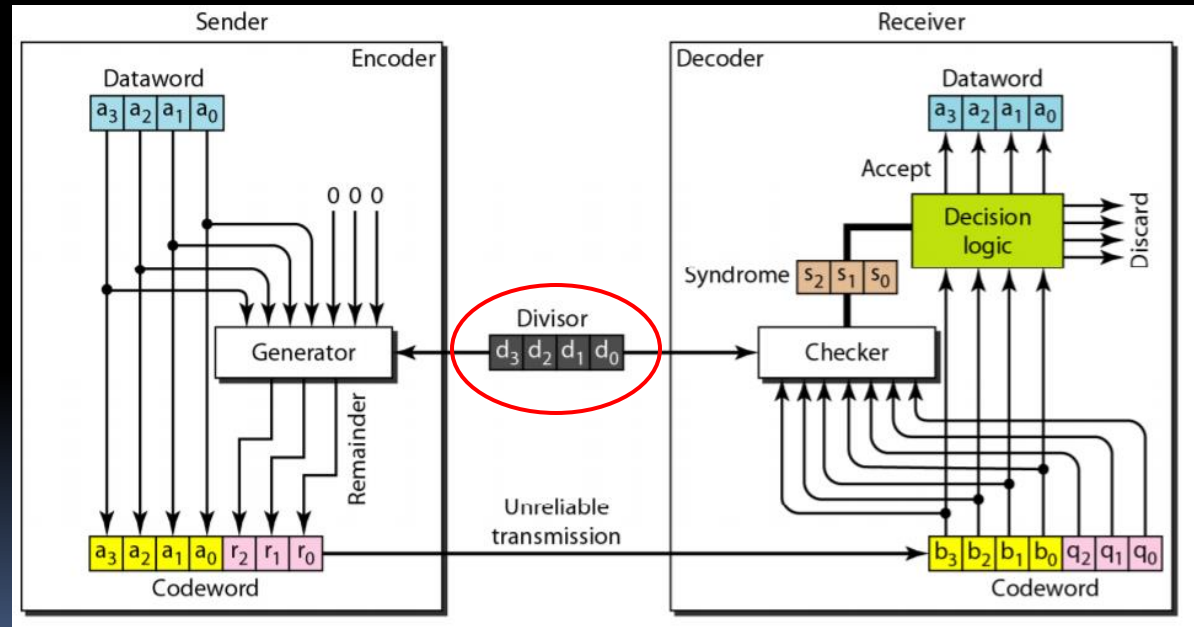 Sender
Encoder
Dataword
a3 a2 a1 a0
0 0 0
Generator
Remainder
a3 a2 a1 a0 r2 r1 r0
Codeword
Divisor
d3 d2 d1 d0
Unreliable
transmission
Receiver
Decoder
Dataword
a3 a2 a1 a0
Accept
Decision
logic
Discard
Syndrome s2 s1 s0
Checker
b3 b2 b1 b0 q2 q1 q0
Codeword